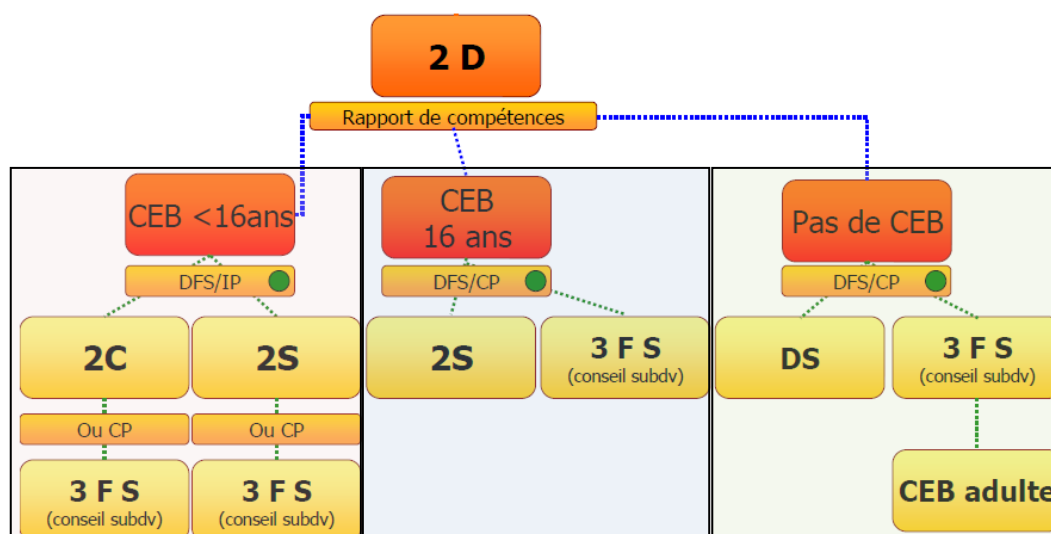 2 D
Rapport de compétences
CEB <16ans
CEB
16 ans
Pas de CEB
DFS/IP
DFS/CP
DFS/CP
2C
2S
2S
3 F S
(conseil subdv)
DS
3 F S
(conseil subdv)
Ou CP
Ou CP
3 F S
(conseil subdv)
3 F S
(conseil subdv)
CEB adulte